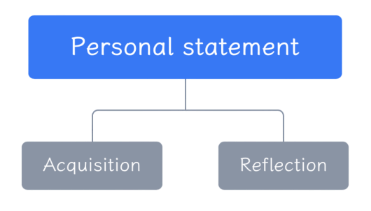 Personal statement
Acquisition
Reflection